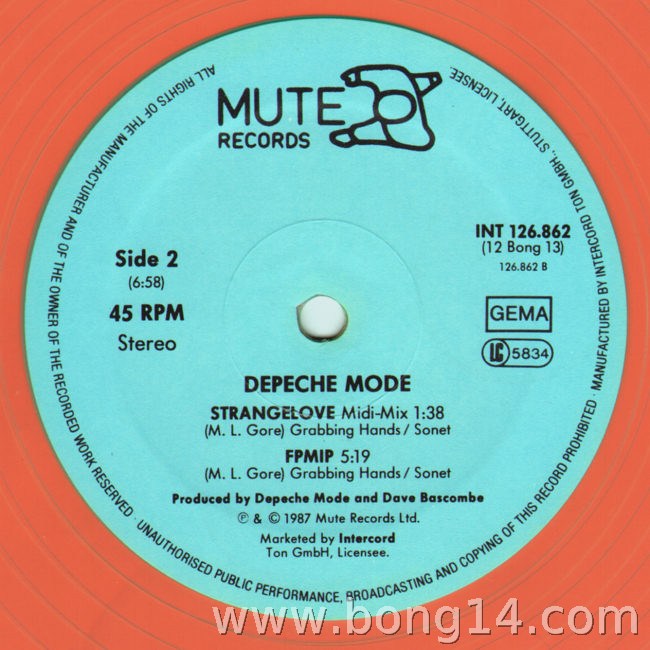 MUTE
RECORDS
INT 126.862
(12 Bong 13)
126.862 B
Side 2
(6:58)
45 RPM
Stereo
GEMA
LC 5834
DEPECHE MODE
STRANGELOVE Midi-Mix 1:38
(M. L. Gore) Grabbing Hands / Sonet
FPMIP 5:19
(M. L. Gore) Grabbing Hands / Sonet
Produced by Depeche Mode and Dave Bascombe
℗ & © 1987 Mute Records Ltd.
Marketed by Intercord
Ton GmbH, Licensee.
ALL RIGHTS OF THE MANUFACTURER AND OF THE OWNER OF THE RECORDED WORK RESERVED · UNAUTHORISED PUBLIC PERFORMANCE, BROADCASTING AND COPYING OF THIS RECORD PROHIBITED · MANUFACTURED BY INTERCORD TON GMBH., STUTTGART, LICENSEE.
www.bong14.com